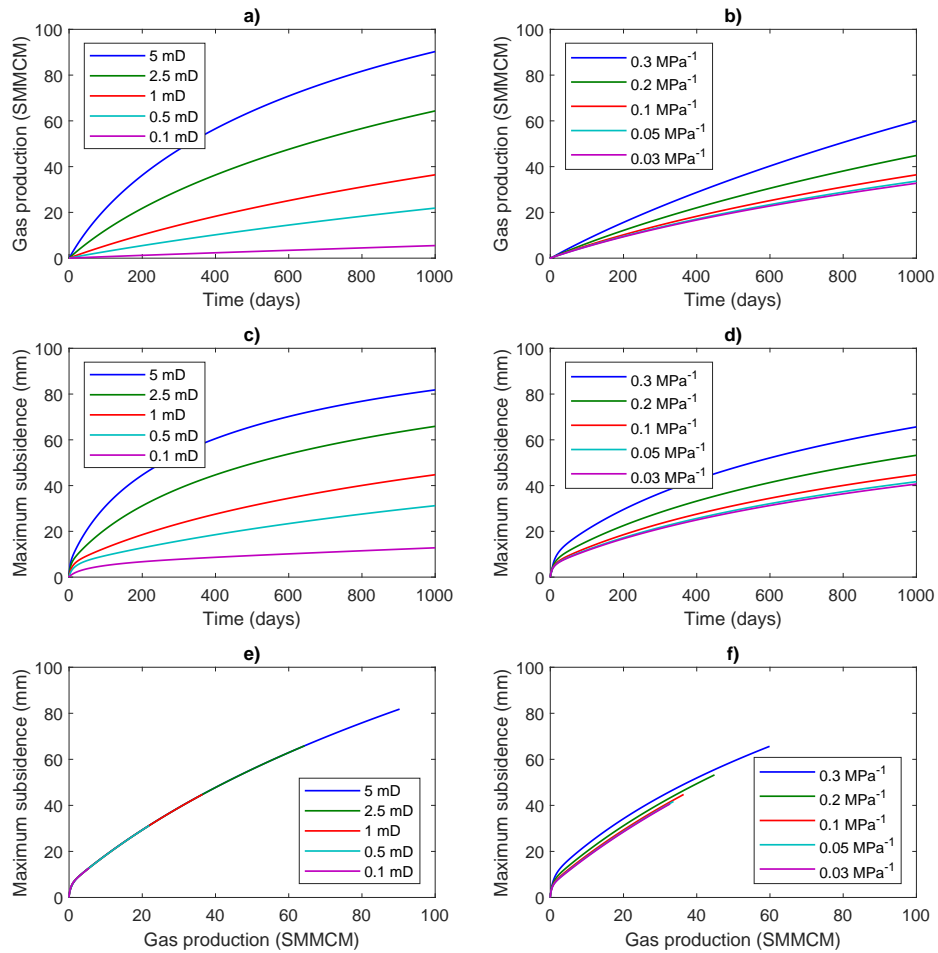 a)
Gas production (SMMCM)
100
80
60
40
20
0
5 mD
2.5 mD
1 mD
0.5 mD
0.1 mD
0 200 400 600 800 1000
Time (days)
b)
Gas production (SMMCM)
100
80
60
40
20
0
0.3 MPa⁻¹
0.2 MPa⁻¹
0.1 MPa⁻¹
0.05 MPa⁻¹
0.03 MPa⁻¹
0 200 400 600 800 1000
Time (days)
c)
Maximum subsidence (mm)
100
80
60
40
20
0
5 mD
2.5 mD
1 mD
0.5 mD
0.1 mD
0 200 400 600 800 1000
Time (days)
d)
Maximum subsidence (mm)
100
80
60
40
20
0
0.3 MPa⁻¹
0.2 MPa⁻¹
0.1 MPa⁻¹
0.05 MPa⁻¹
0.03 MPa⁻¹
0 200 400 600 800 1000
Time (days)
e)
Maximum subsidence (mm)
100
80
60
40
20
0
5 mD
2.5 mD
1 mD
0.5 mD
0.1 mD
0 20 40 60 80 100
Gas production (SMMCM)
f)
Maximum subsidence (mm)
100
80
60
40
20
0
0.3 MPa⁻¹
0.2 MPa⁻¹
0.1 MPa⁻¹
0.05 MPa⁻¹
0.03 MPa⁻¹
0 20 40 60 80 100
Gas production (SMMCM)